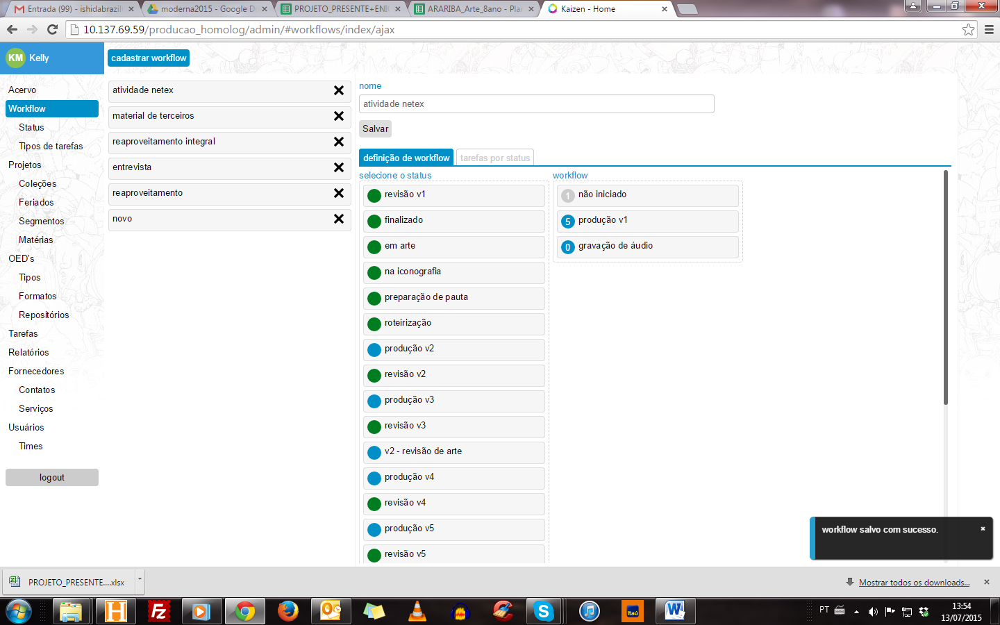 Entrada (99) - ishidabrazil
moderna2015 - Google D
PROJETO_PRESENTE+ENI
ARARIBA_Arte_8ano - Plan
Kaizen - Home
10.137.69.59/producao_homolog/admin/#workflows/index/ajax
KM Kelly
cadastrar workflow
Acervo
Workflow
Status
Tipos de tarefas
Projetos
Coleções
Feriados
Segmentos
Matérias
OED's
Tipos
Formatos
Repositórios
Tarefas
Relatórios
Fornecedores
Contatos
Serviços
Usuários
Times
logout
atividade netex
material de terceiros
reaproveitamento integral
entrevista
reaproveitamento
novo
nome
atividade netex
Salvar
definição de workflow
tarefas por status
selecione o status
revisão v1
finalizado
em arte
na iconografia
preparação de pauta
roteirização
produção v2
revisão v2
produção v3
revisão v3
v2 - revisão de arte
produção v4
revisão v4
produção v5
revisão v5
workflow
1 não iniciado
5 produção v1
0 gravação de áudio
workflow salvo com sucesso.
PROJETO_PRESENTE....xlsx
Mostrar todos os downloads...
Itaú
PT
13:54
13/07/2015